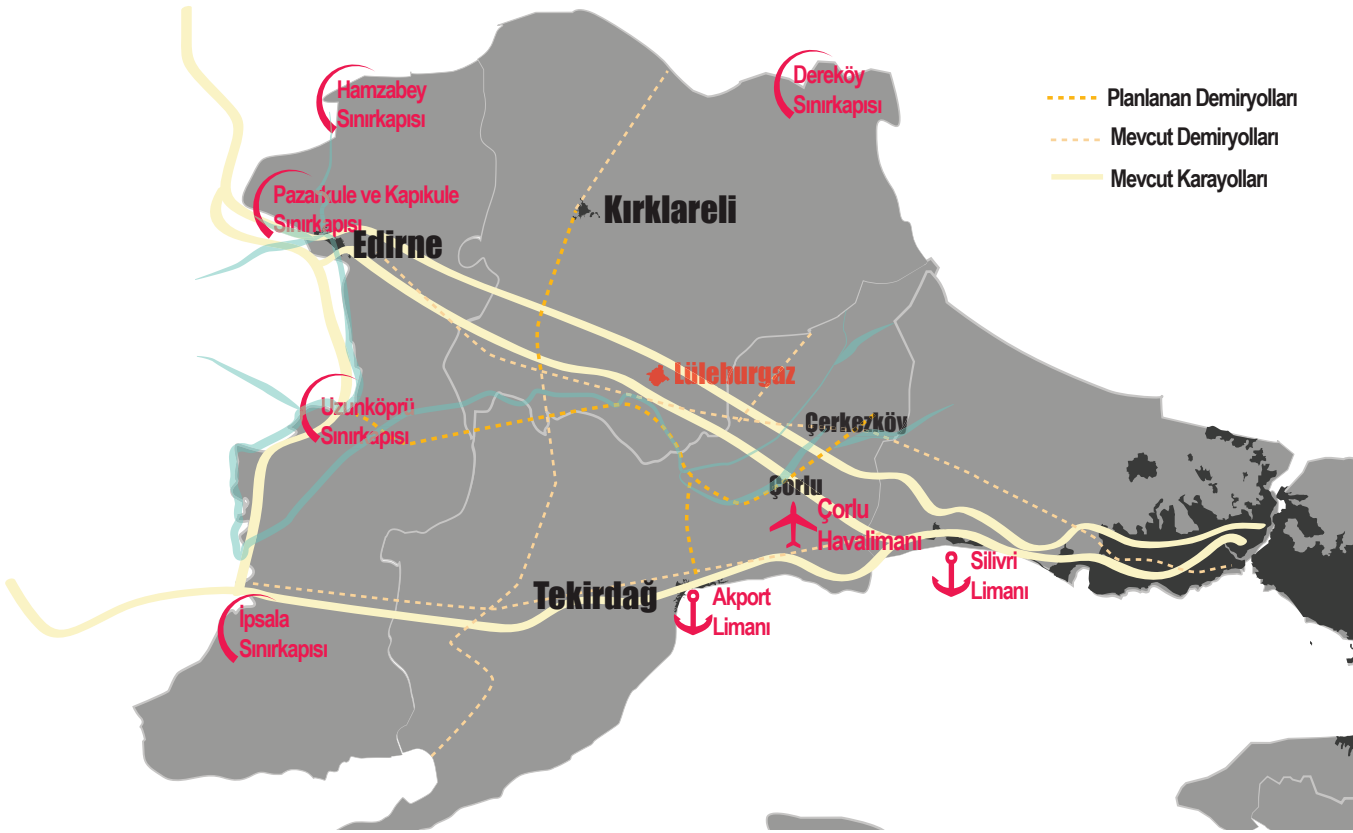 Hamzabey
Sınırkapısı
Dereköy
Sınırkapısı
Planlanan Demiryolları
Mevcut Demiryolları
Mevcut Karayolları
Pazarkule ve Kapıkule
Sınırkapısı
Kırklareli
Edirne
Lüleburgaz
Uzunköprü
Sınırkapısı
Çerkezköy
Çorlu
Çorlu
Havalimanı
Silivri
Limanı
Tekirdağ
Akport
Limanı
İpsala
Sınırkapısı